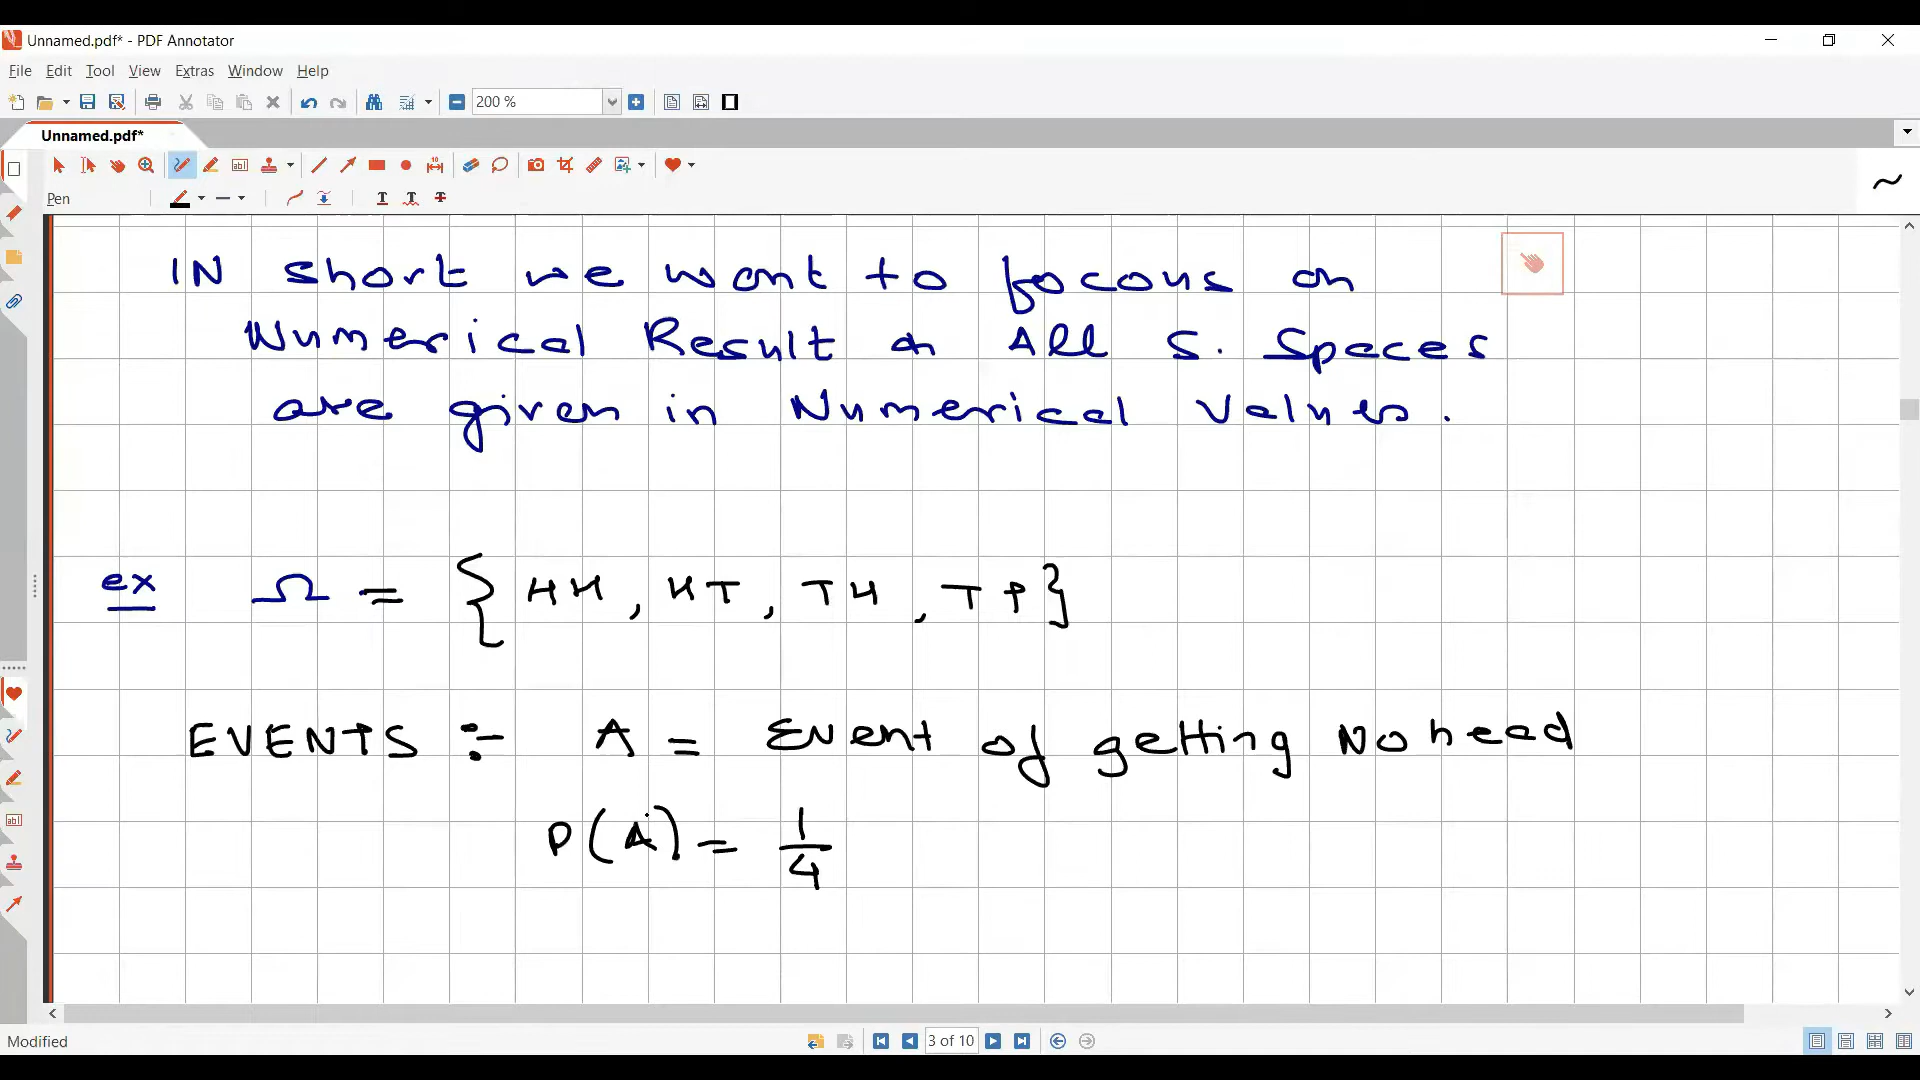 Unnamed.pdf* - PDF Annotator
File Edit Tool View Extras Window Help
200 %
Unnamed.pdf*
Pen
IN short we want to focous on
Numerical Result on All S. Spaces
are given in Numerical Values.
ex Ω = {HH, HT, TH, TT}
EVENTS :- A = Event of getting No head
P(A) = 1/4
Modified
3 of 10